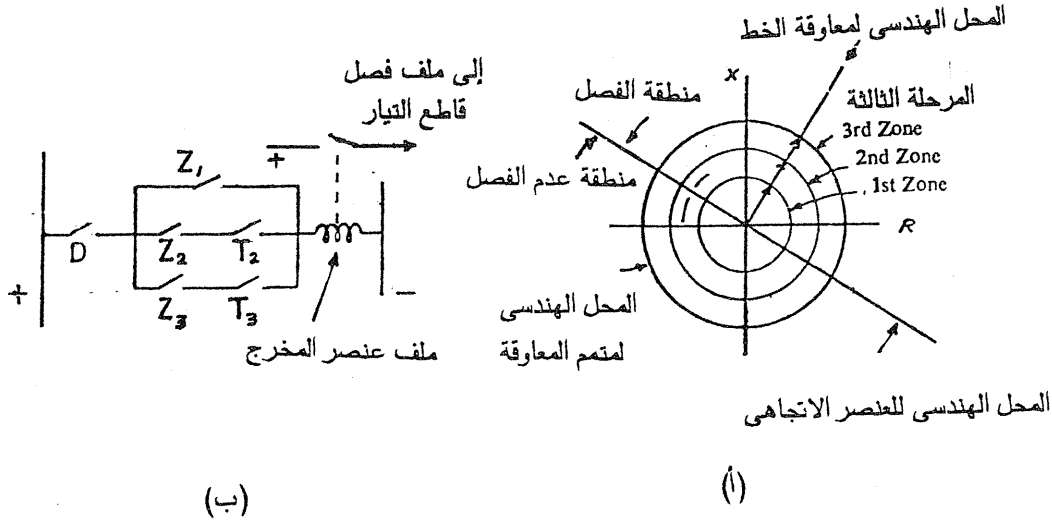 المحل الهندسى لمعاوقة الخط
إلى ملف فصل
قاطع التيار
منطقة الفصل
المرحلة الثالثة
3rd Zone
2nd Zone
1st Zone
منطقة عدم الفصل
X
R
المحل الهندسى
لمتمم المعاوقة
المحل الهندسى للعنصر الاتجاهى
(أ)
+
Z1
D
Z2
T2
Z3
T3
+
−
ملف عنصر المخرج
(ب)